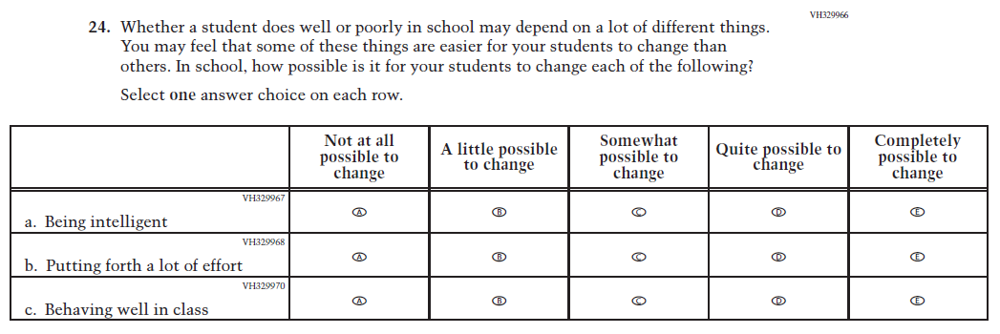 VH329966
24. Whether a student does well or poorly in school may depend on a lot of different things.
You may feel that some of these things are easier for your students to change than
others. In school, how possible is it for your students to change each of the following?
Select one answer choice on each row.
Not at all possible to change
A little possible to change
Somewhat possible to change
Quite possible to change
Completely possible to change
VH329967
a. Being intelligent
A B C D E
VH329968
b. Putting forth a lot of effort
A B C D E
VH329970
c. Behaving well in class
A B C D E